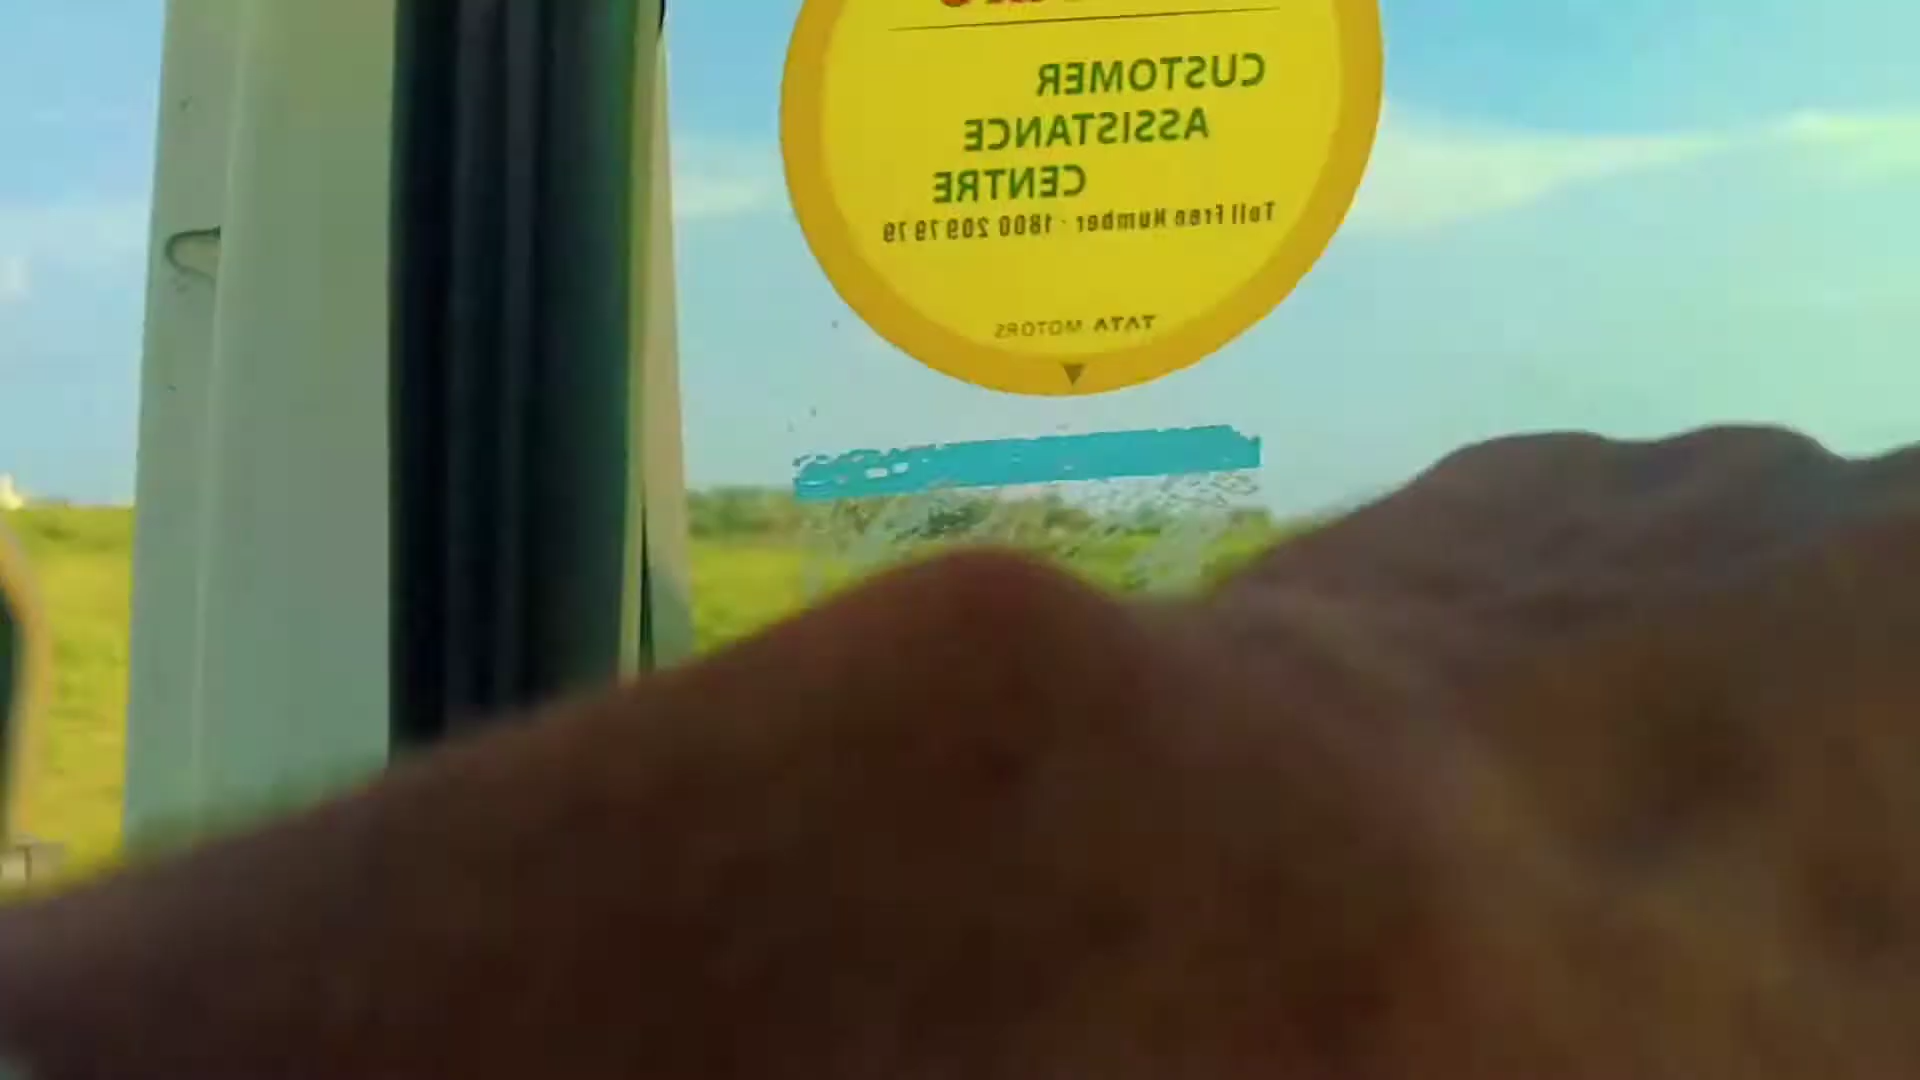 CUSTOMER
ASSISTANCE
CENTRE
Toll Free Number · 1800 209 79 79
TATA MOTORS